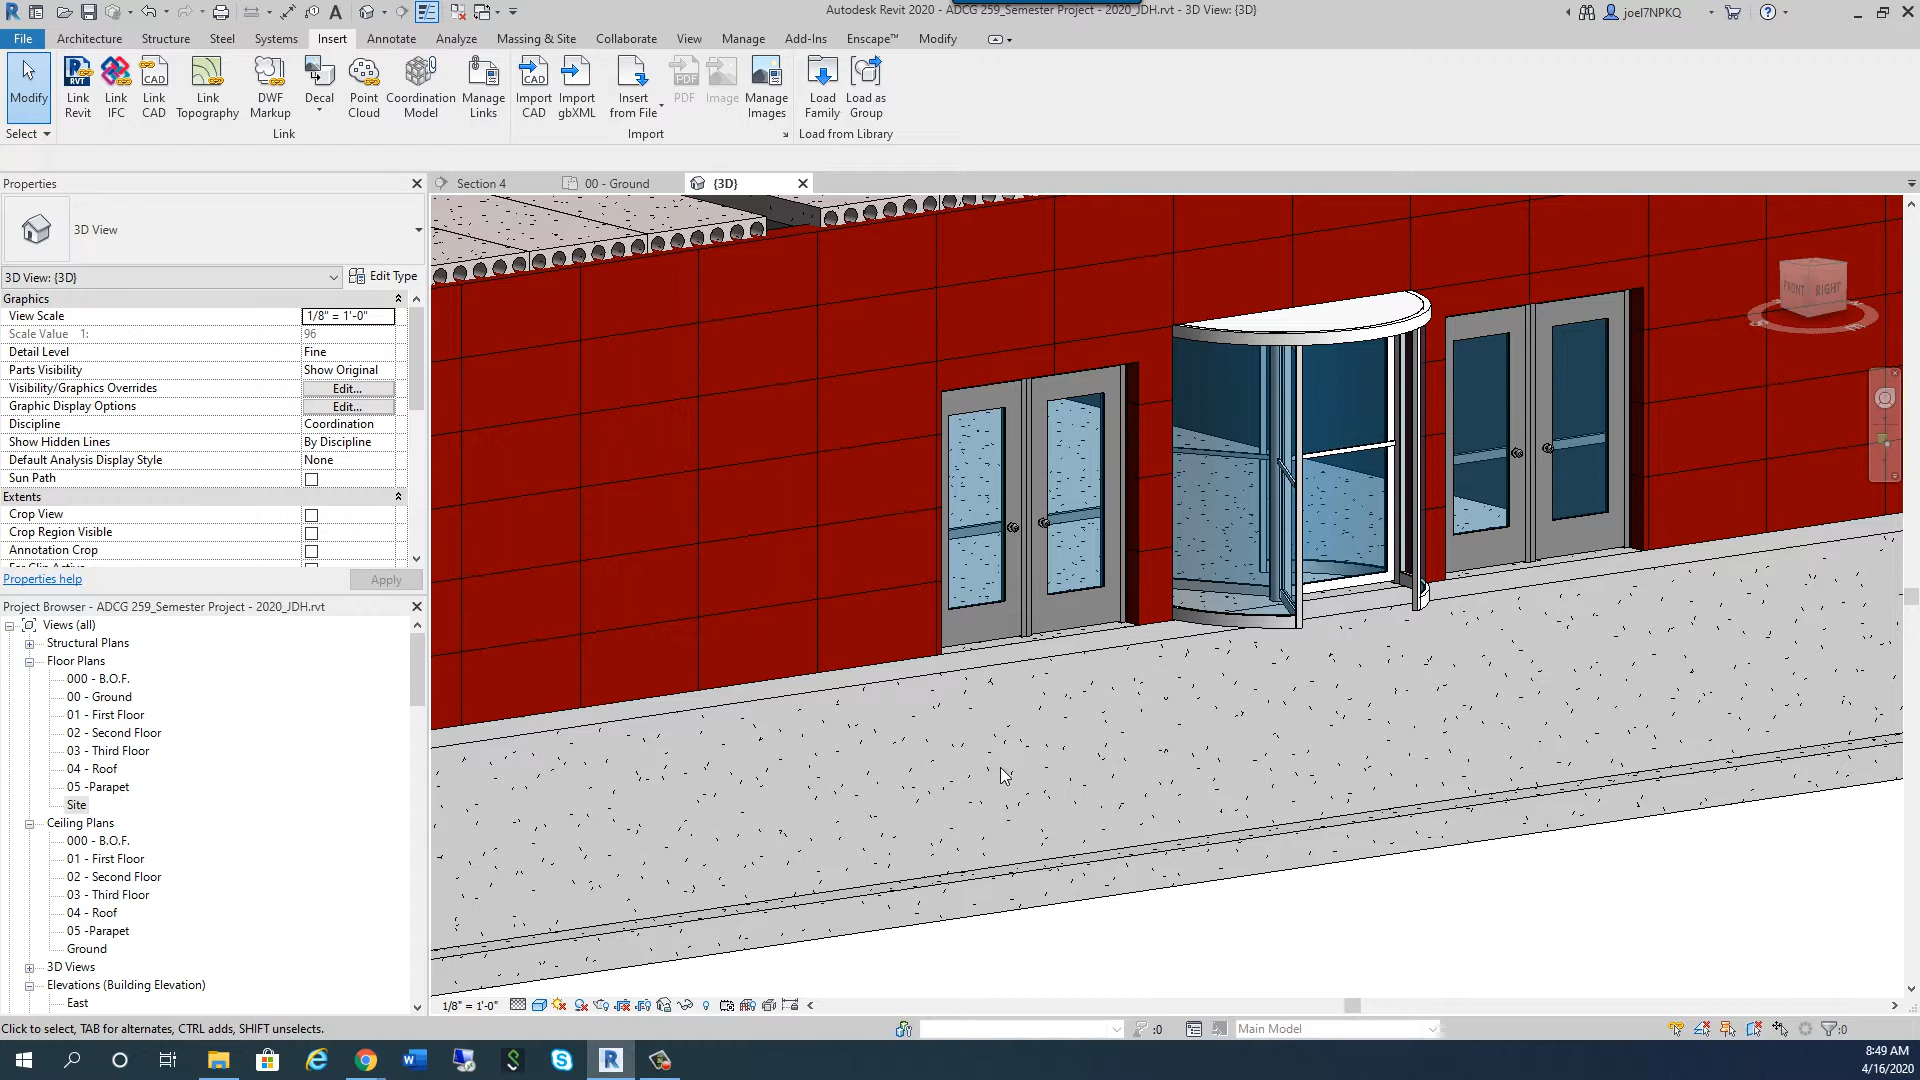 Autodesk Revit 2020 - ADCG 259_Semester Project - 2020_JDH.rvt - 3D View: {3D}
joel7NPKQ
File Architecture Structure Steel Systems Insert Annotate Analyze Massing & Site Collaborate View Manage Add-Ins Enscape™ Modify
Modify
Link Revit
Link IFC
Link CAD
Link Topography
DWF Markup
Decal
Point Cloud
Coordination Model
Manage Links
Import CAD
Import gbXML
Insert from File
PDF
Image
Manage Images
Load Family
Load as Group
Select
Link
Import
Load from Library
Properties
Section 4
00 - Ground
{3D}
3D View
3D View: {3D}
Edit Type
Graphics
View Scale 1/8" = 1'-0"
Scale Value 1: 96
Detail Level Fine
Parts Visibility Show Original
Visibility/Graphics Overrides Edit...
Graphic Display Options Edit...
Discipline Coordination
Show Hidden Lines By Discipline
Default Analysis Display Style None
Sun Path
Extents
Crop View
Crop Region Visible
Annotation Crop
Properties help
Apply
Project Browser - ADCG 259_Semester Project - 2020_JDH.rvt
Views (all)
Structural Plans
Floor Plans
000 - B.O.F.
00 - Ground
01 - First Floor
02 - Second Floor
03 - Third Floor
04 - Roof
05 -Parapet
Site
Ceiling Plans
000 - B.O.F.
01 - First Floor
02 - Second Floor
03 - Third Floor
04 - Roof
05 -Parapet
Ground
3D Views
Elevations (Building Elevation)
East
FRONT
RIGHT
1/8" = 1'-0"
Click to select, TAB for alternates, CTRL adds, SHIFT unselects.
:0
Main Model
:0
8:49 AM
4/16/2020